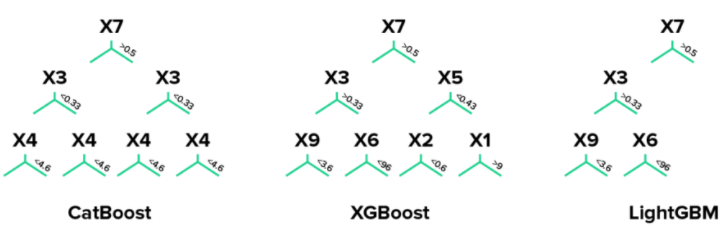 X7 X7 X7
>0.5 >0.5 >0.5
X3 X3 X3 X5 X3
<0.33 <0.33 >0.33 <0.43 >0.33
X4 X4 X4 X4 X9 X6 X2 X1 X9 X6
<4.6 <4.6 <4.6 <4.6 <3.6 <96 <0.6 >9 <3.6 <96
CatBoost XGBoost LightGBM